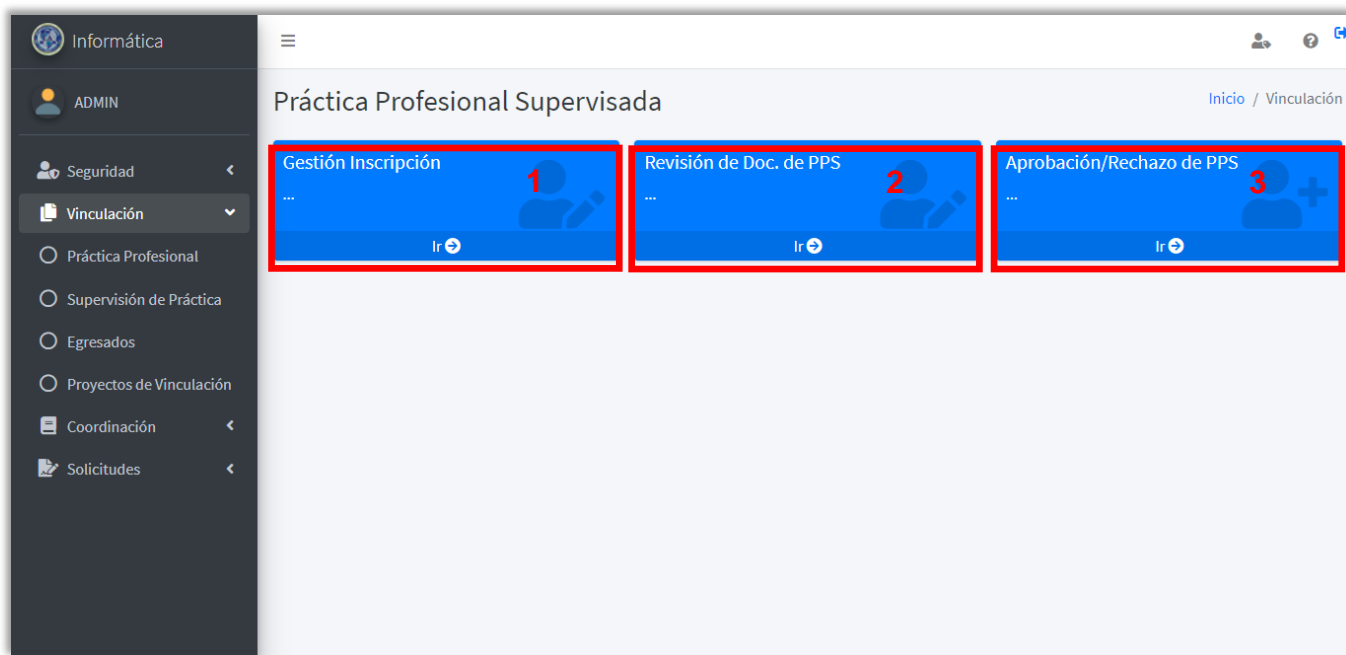 Informática
ADMIN
Práctica Profesional Supervisada
Inicio / Vinculación
Seguridad
Vinculación
Práctica Profesional
Supervisión de Práctica
Egresados
Proyectos de Vinculación
Coordinación
Solicitudes
Gestión Inscripción
1
...
Ir
Revisión de Doc. de PPS
2
...
Ir
Aprobación/Rechazo de PPS
3
...
Ir